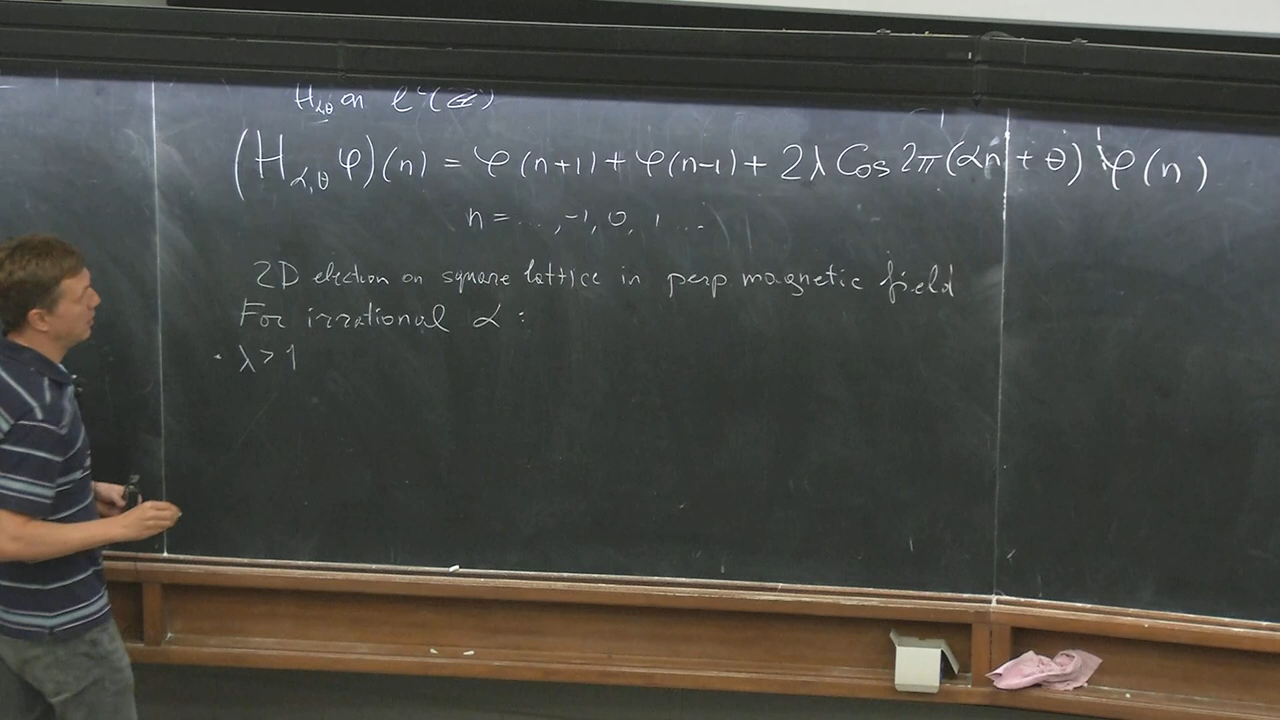 H_{α,θ} on ℓ²(ℤ)
(H_{α,θ} φ)(n) = φ(n+1) + φ(n-1) + 2λ Cos 2π(αn + θ) φ(n)
n = ..., -1, 0, 1 ...
2D electron on square lattice in perp magnetic field
For irrational α :
· λ > 1